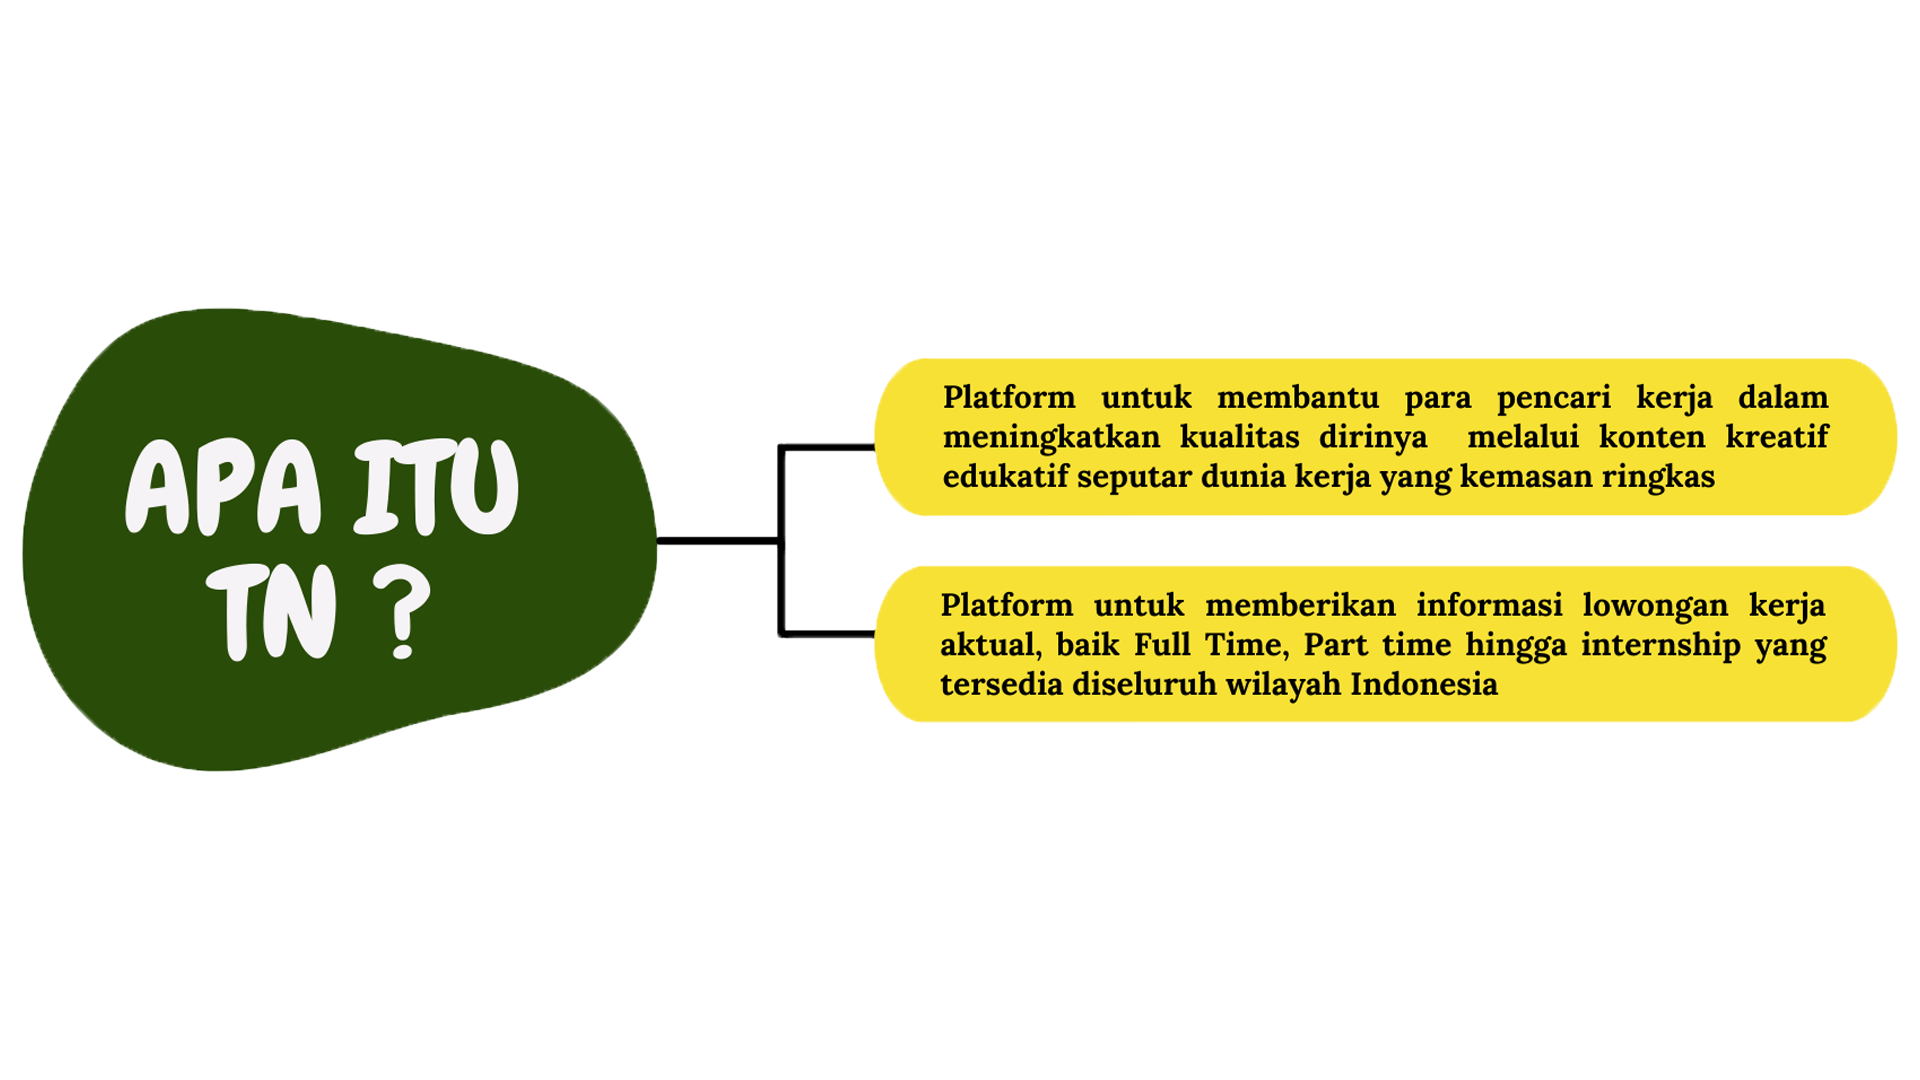 APA ITU
TN ?
Platform untuk membantu para pencari kerja dalam
meningkatkan kualitas dirinya melalui konten kreatif
edukatif seputar dunia kerja yang kemasan ringkas
Platform untuk memberikan informasi lowongan kerja
aktual, baik Full Time, Part time hingga internship yang
tersedia diseluruh wilayah Indonesia